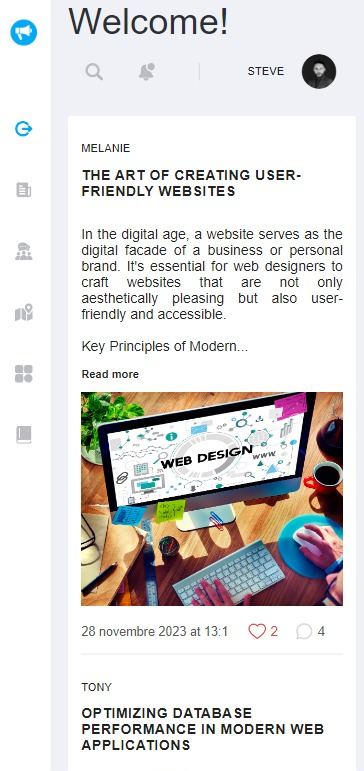 Welcome!
STEVE
MELANIE
THE ART OF CREATING USER-
FRIENDLY WEBSITES
In the digital age, a website serves as the
digital facade of a business or personal
brand. It's essential for web designers to
craft websites that are not only
aesthetically pleasing but also user-
friendly and accessible.
Key Principles of Modern...
Read more
WEB DESIGN
WWW.
28 novembre 2023 at 13:1
2
4
TONY
OPTIMIZING DATABASE
PERFORMANCE IN MODERN WEB
APPLICATIONS